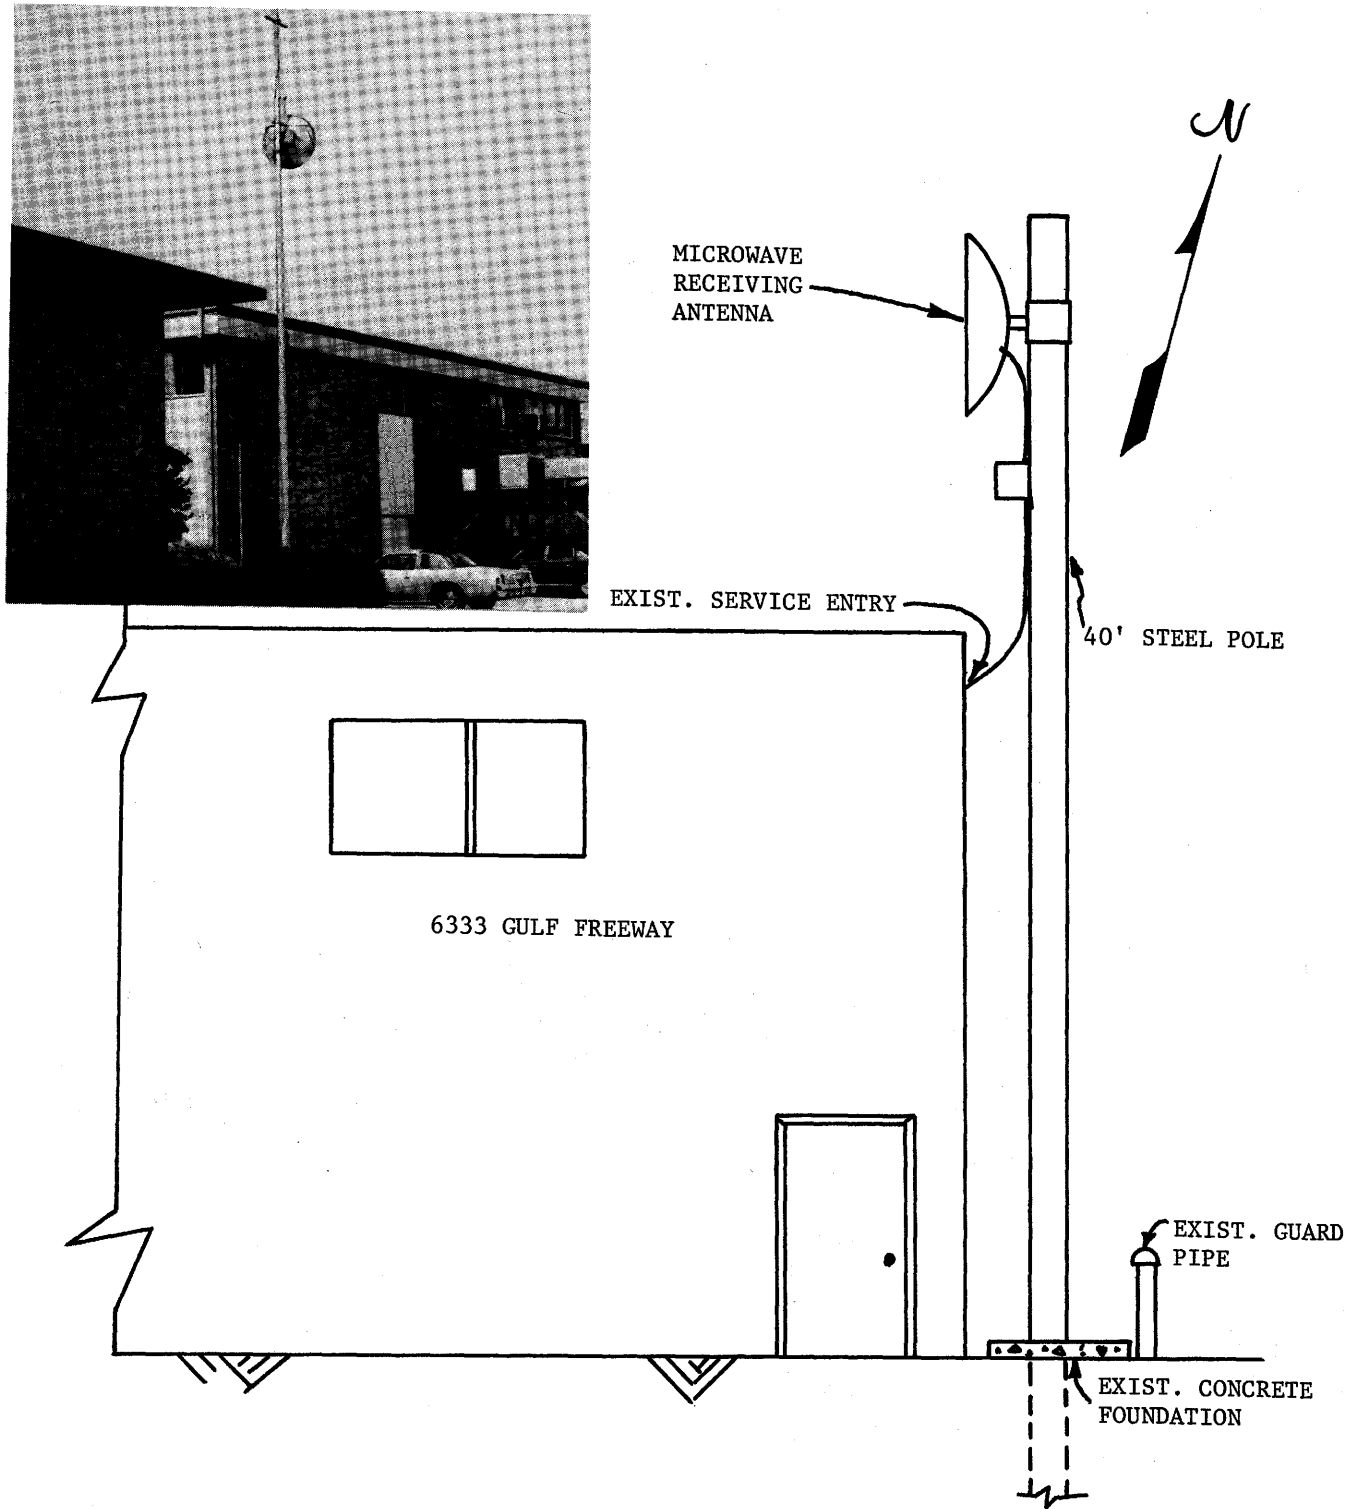 N
MICROWAVE
RECEIVING
ANTENNA
EXIST. SERVICE ENTRY
40' STEEL POLE
6333 GULF FREEWAY
EXIST. GUARD
PIPE
EXIST. CONCRETE
FOUNDATION